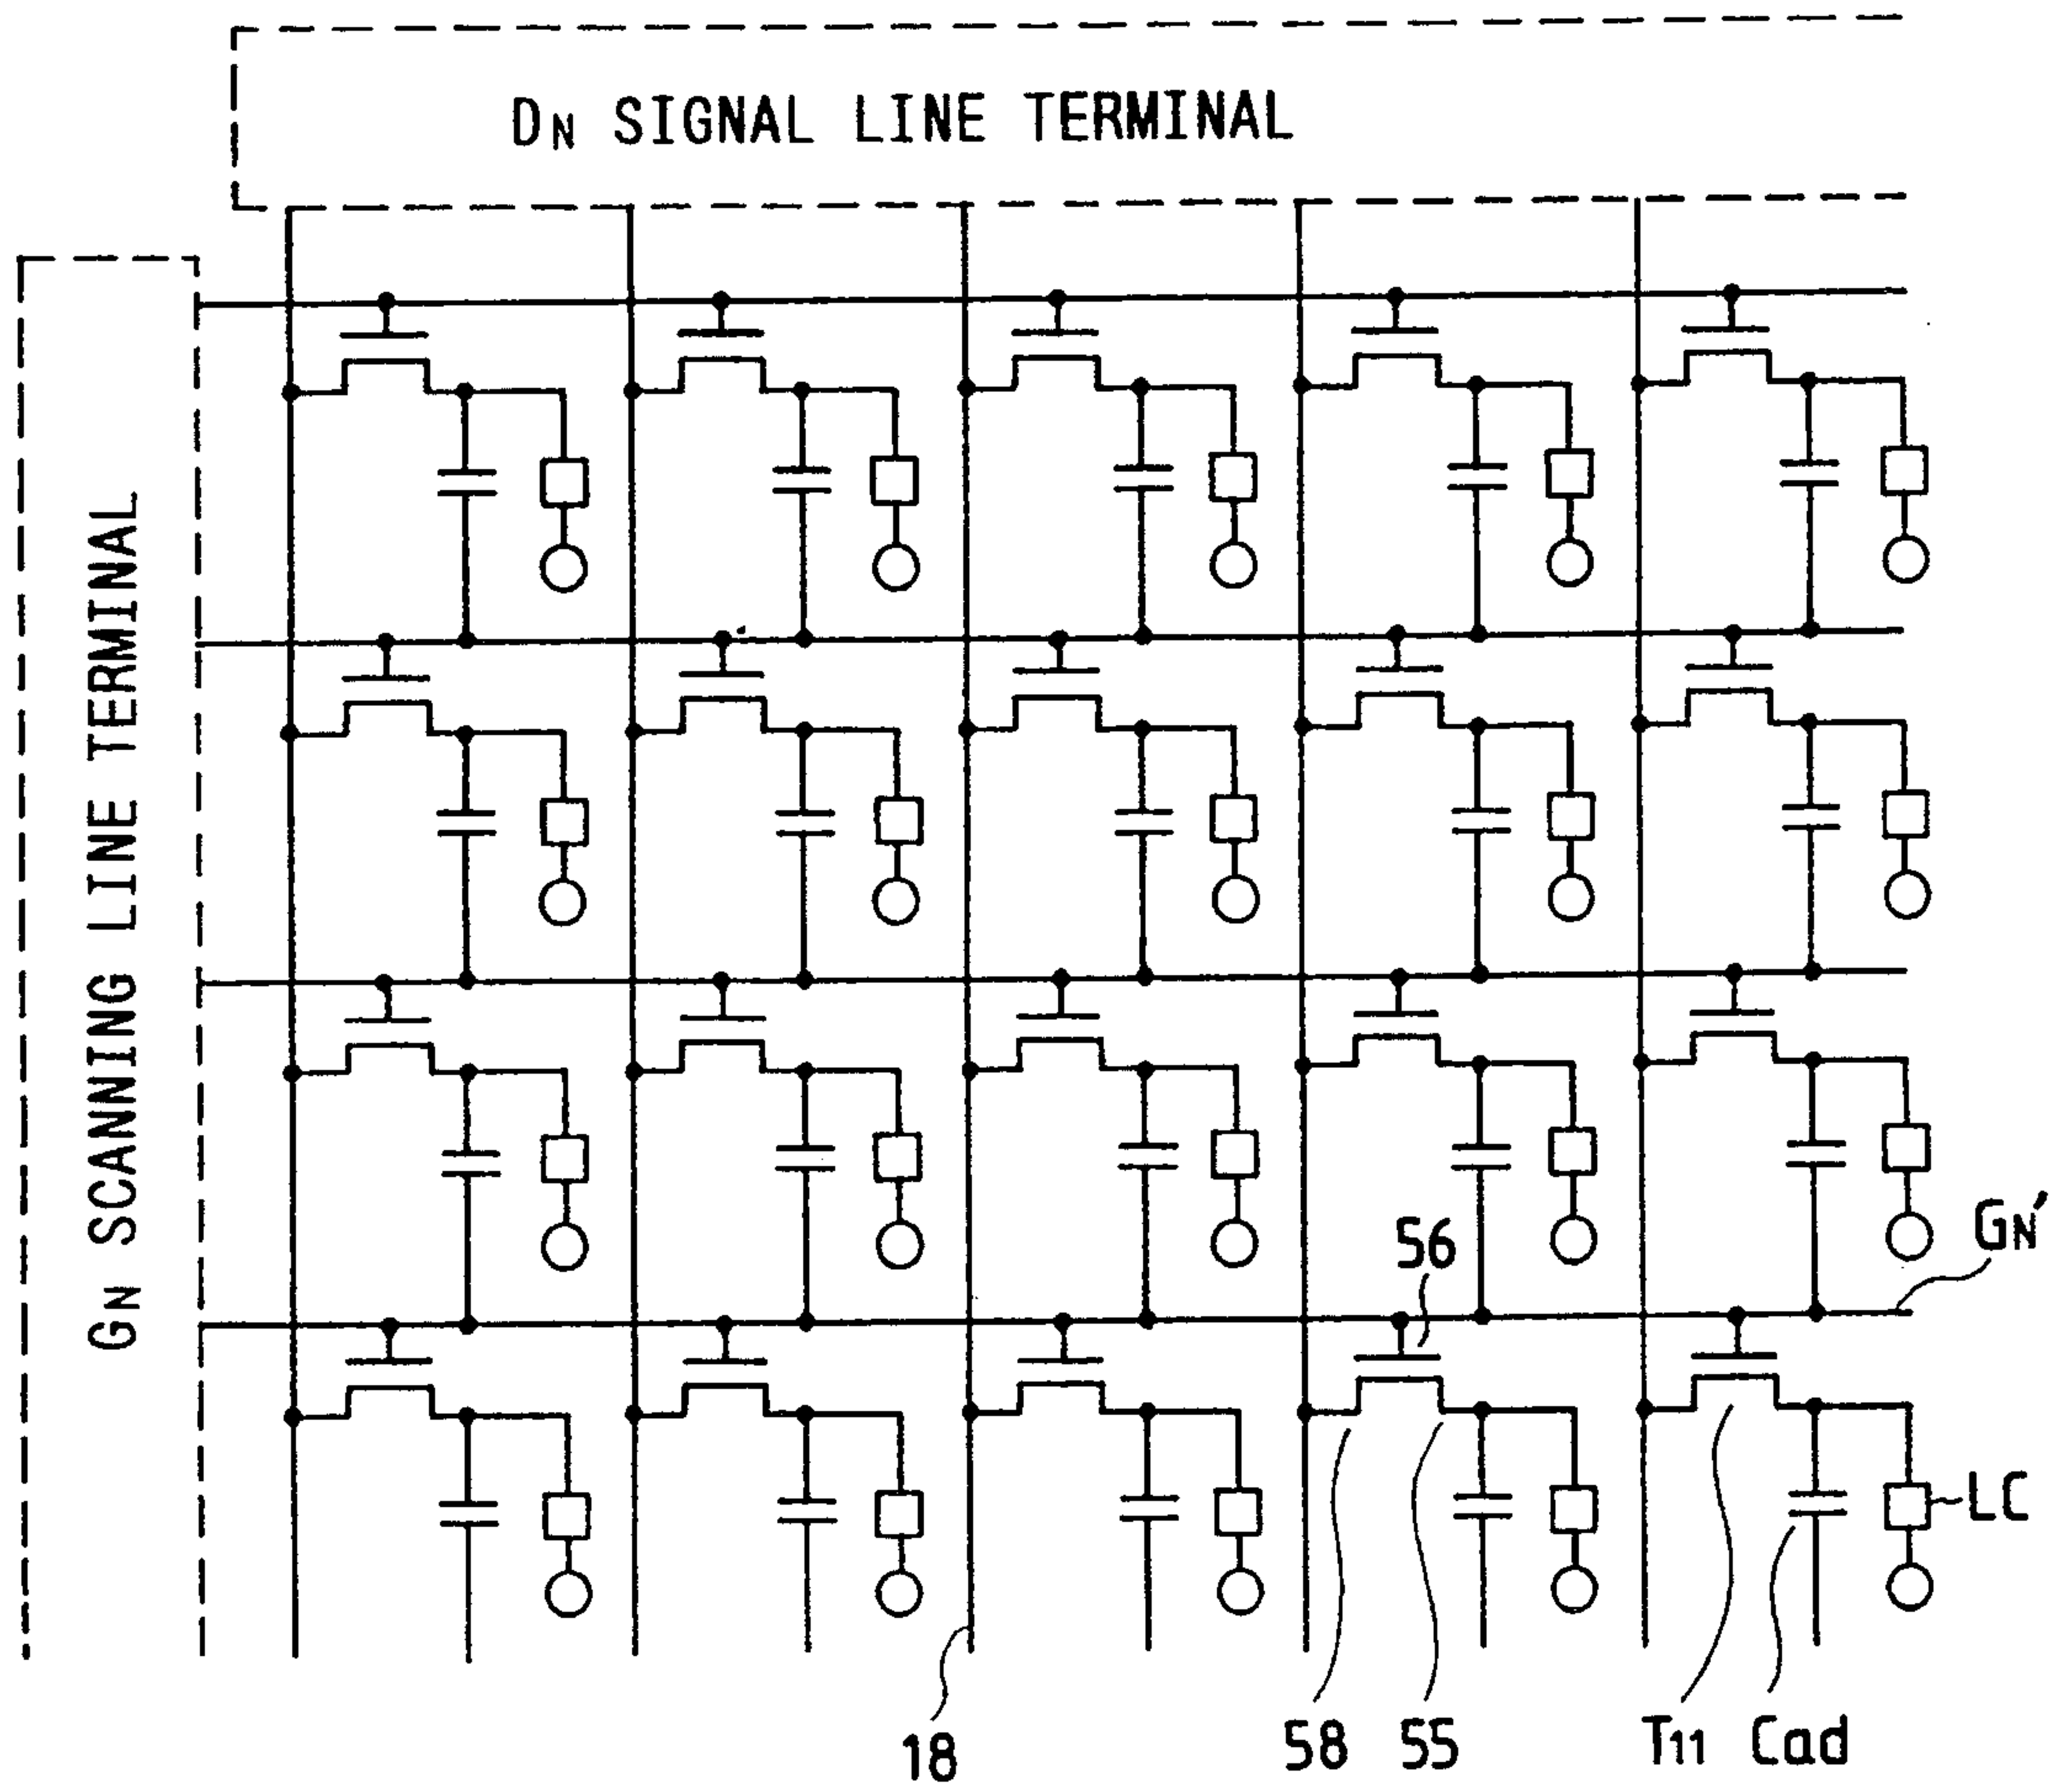 DN SIGNAL LINE TERMINAL
GN SCANNING LINE TERMINAL
GN'
56
LC
18
58
55
T11
Cad